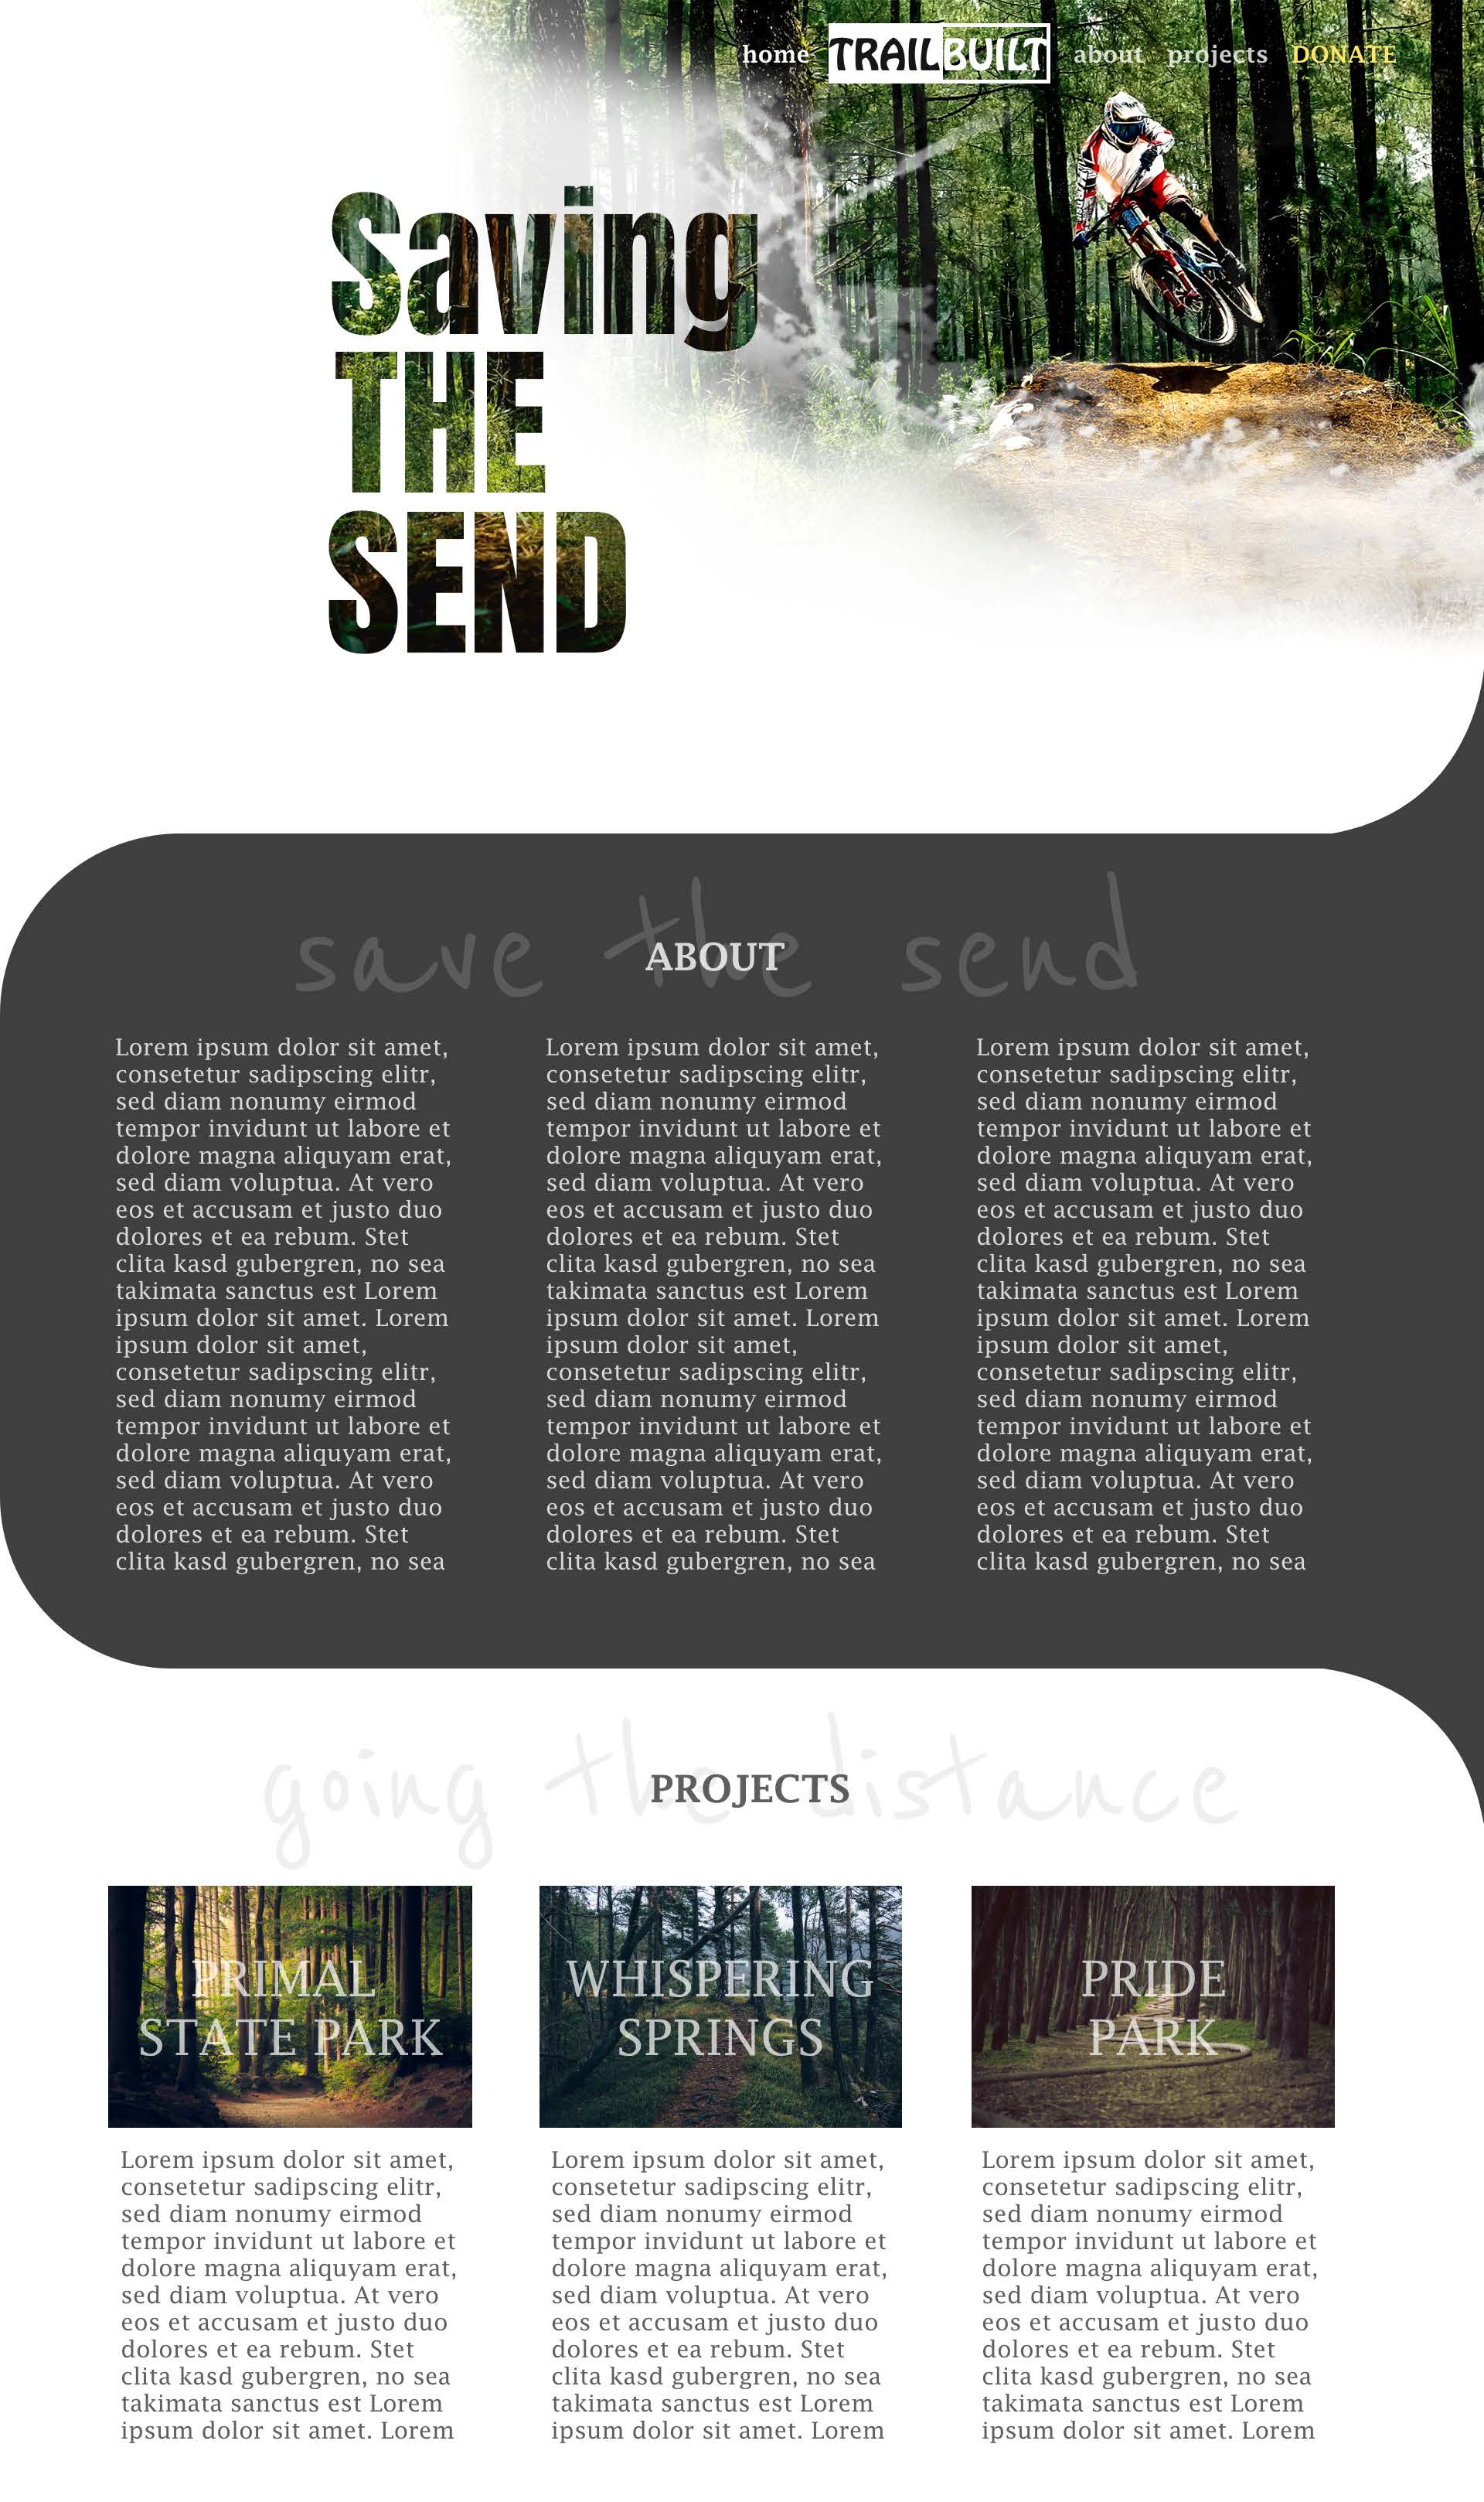 home TRAILBUILT about projects DONATE
Saving
THE
SEND
save the send
ABOUT
Lorem ipsum dolor sit amet,
consetetur sadipscing elitr,
sed diam nonumy eirmod
tempor invidunt ut labore et
dolore magna aliquyam erat,
sed diam voluptua. At vero
eos et accusam et justo duo
dolores et ea rebum. Stet
clita kasd gubergren, no sea
takimata sanctus est Lorem
ipsum dolor sit amet. Lorem
ipsum dolor sit amet,
consetetur sadipscing elitr,
sed diam nonumy eirmod
tempor invidunt ut labore et
dolore magna aliquyam erat,
sed diam voluptua. At vero
eos et accusam et justo duo
dolores et ea rebum. Stet
clita kasd gubergren, no sea
Lorem ipsum dolor sit amet,
consetetur sadipscing elitr,
sed diam nonumy eirmod
tempor invidunt ut labore et
dolore magna aliquyam erat,
sed diam voluptua. At vero
eos et accusam et justo duo
dolores et ea rebum. Stet
clita kasd gubergren, no sea
takimata sanctus est Lorem
ipsum dolor sit amet. Lorem
ipsum dolor sit amet,
consetetur sadipscing elitr,
sed diam nonumy eirmod
tempor invidunt ut labore et
dolore magna aliquyam erat,
sed diam voluptua. At vero
eos et accusam et justo duo
dolores et ea rebum. Stet
clita kasd gubergren, no sea
Lorem ipsum dolor sit amet,
consetetur sadipscing elitr,
sed diam nonumy eirmod
tempor invidunt ut labore et
dolore magna aliquyam erat,
sed diam voluptua. At vero
eos et accusam et justo duo
dolores et ea rebum. Stet
clita kasd gubergren, no sea
takimata sanctus est Lorem
ipsum dolor sit amet. Lorem
ipsum dolor sit amet,
consetetur sadipscing elitr,
sed diam nonumy eirmod
tempor invidunt ut labore et
dolore magna aliquyam erat,
sed diam voluptua. At vero
eos et accusam et justo duo
dolores et ea rebum. Stet
clita kasd gubergren, no sea
going the distance
PROJECTS
PRIMAL
STATE PARK
Lorem ipsum dolor sit amet,
consetetur sadipscing elitr,
sed diam nonumy eirmod
tempor invidunt ut labore et
dolore magna aliquyam erat,
sed diam voluptua. At vero
eos et accusam et justo duo
dolores et ea rebum. Stet
clita kasd gubergren, no sea
takimata sanctus est Lorem
ipsum dolor sit amet. Lorem
WHISPERING
SPRINGS
Lorem ipsum dolor sit amet,
consetetur sadipscing elitr,
sed diam nonumy eirmod
tempor invidunt ut labore et
dolore magna aliquyam erat,
sed diam voluptua. At vero
eos et accusam et justo duo
dolores et ea rebum. Stet
clita kasd gubergren, no sea
takimata sanctus est Lorem
ipsum dolor sit amet. Lorem
PRIDE
PARK
Lorem ipsum dolor sit amet,
consetetur sadipscing elitr,
sed diam nonumy eirmod
tempor invidunt ut labore et
dolore magna aliquyam erat,
sed diam voluptua. At vero
eos et accusam et justo duo
dolores et ea rebum. Stet
clita kasd gubergren, no sea
takimata sanctus est Lorem
ipsum dolor sit amet. Lorem